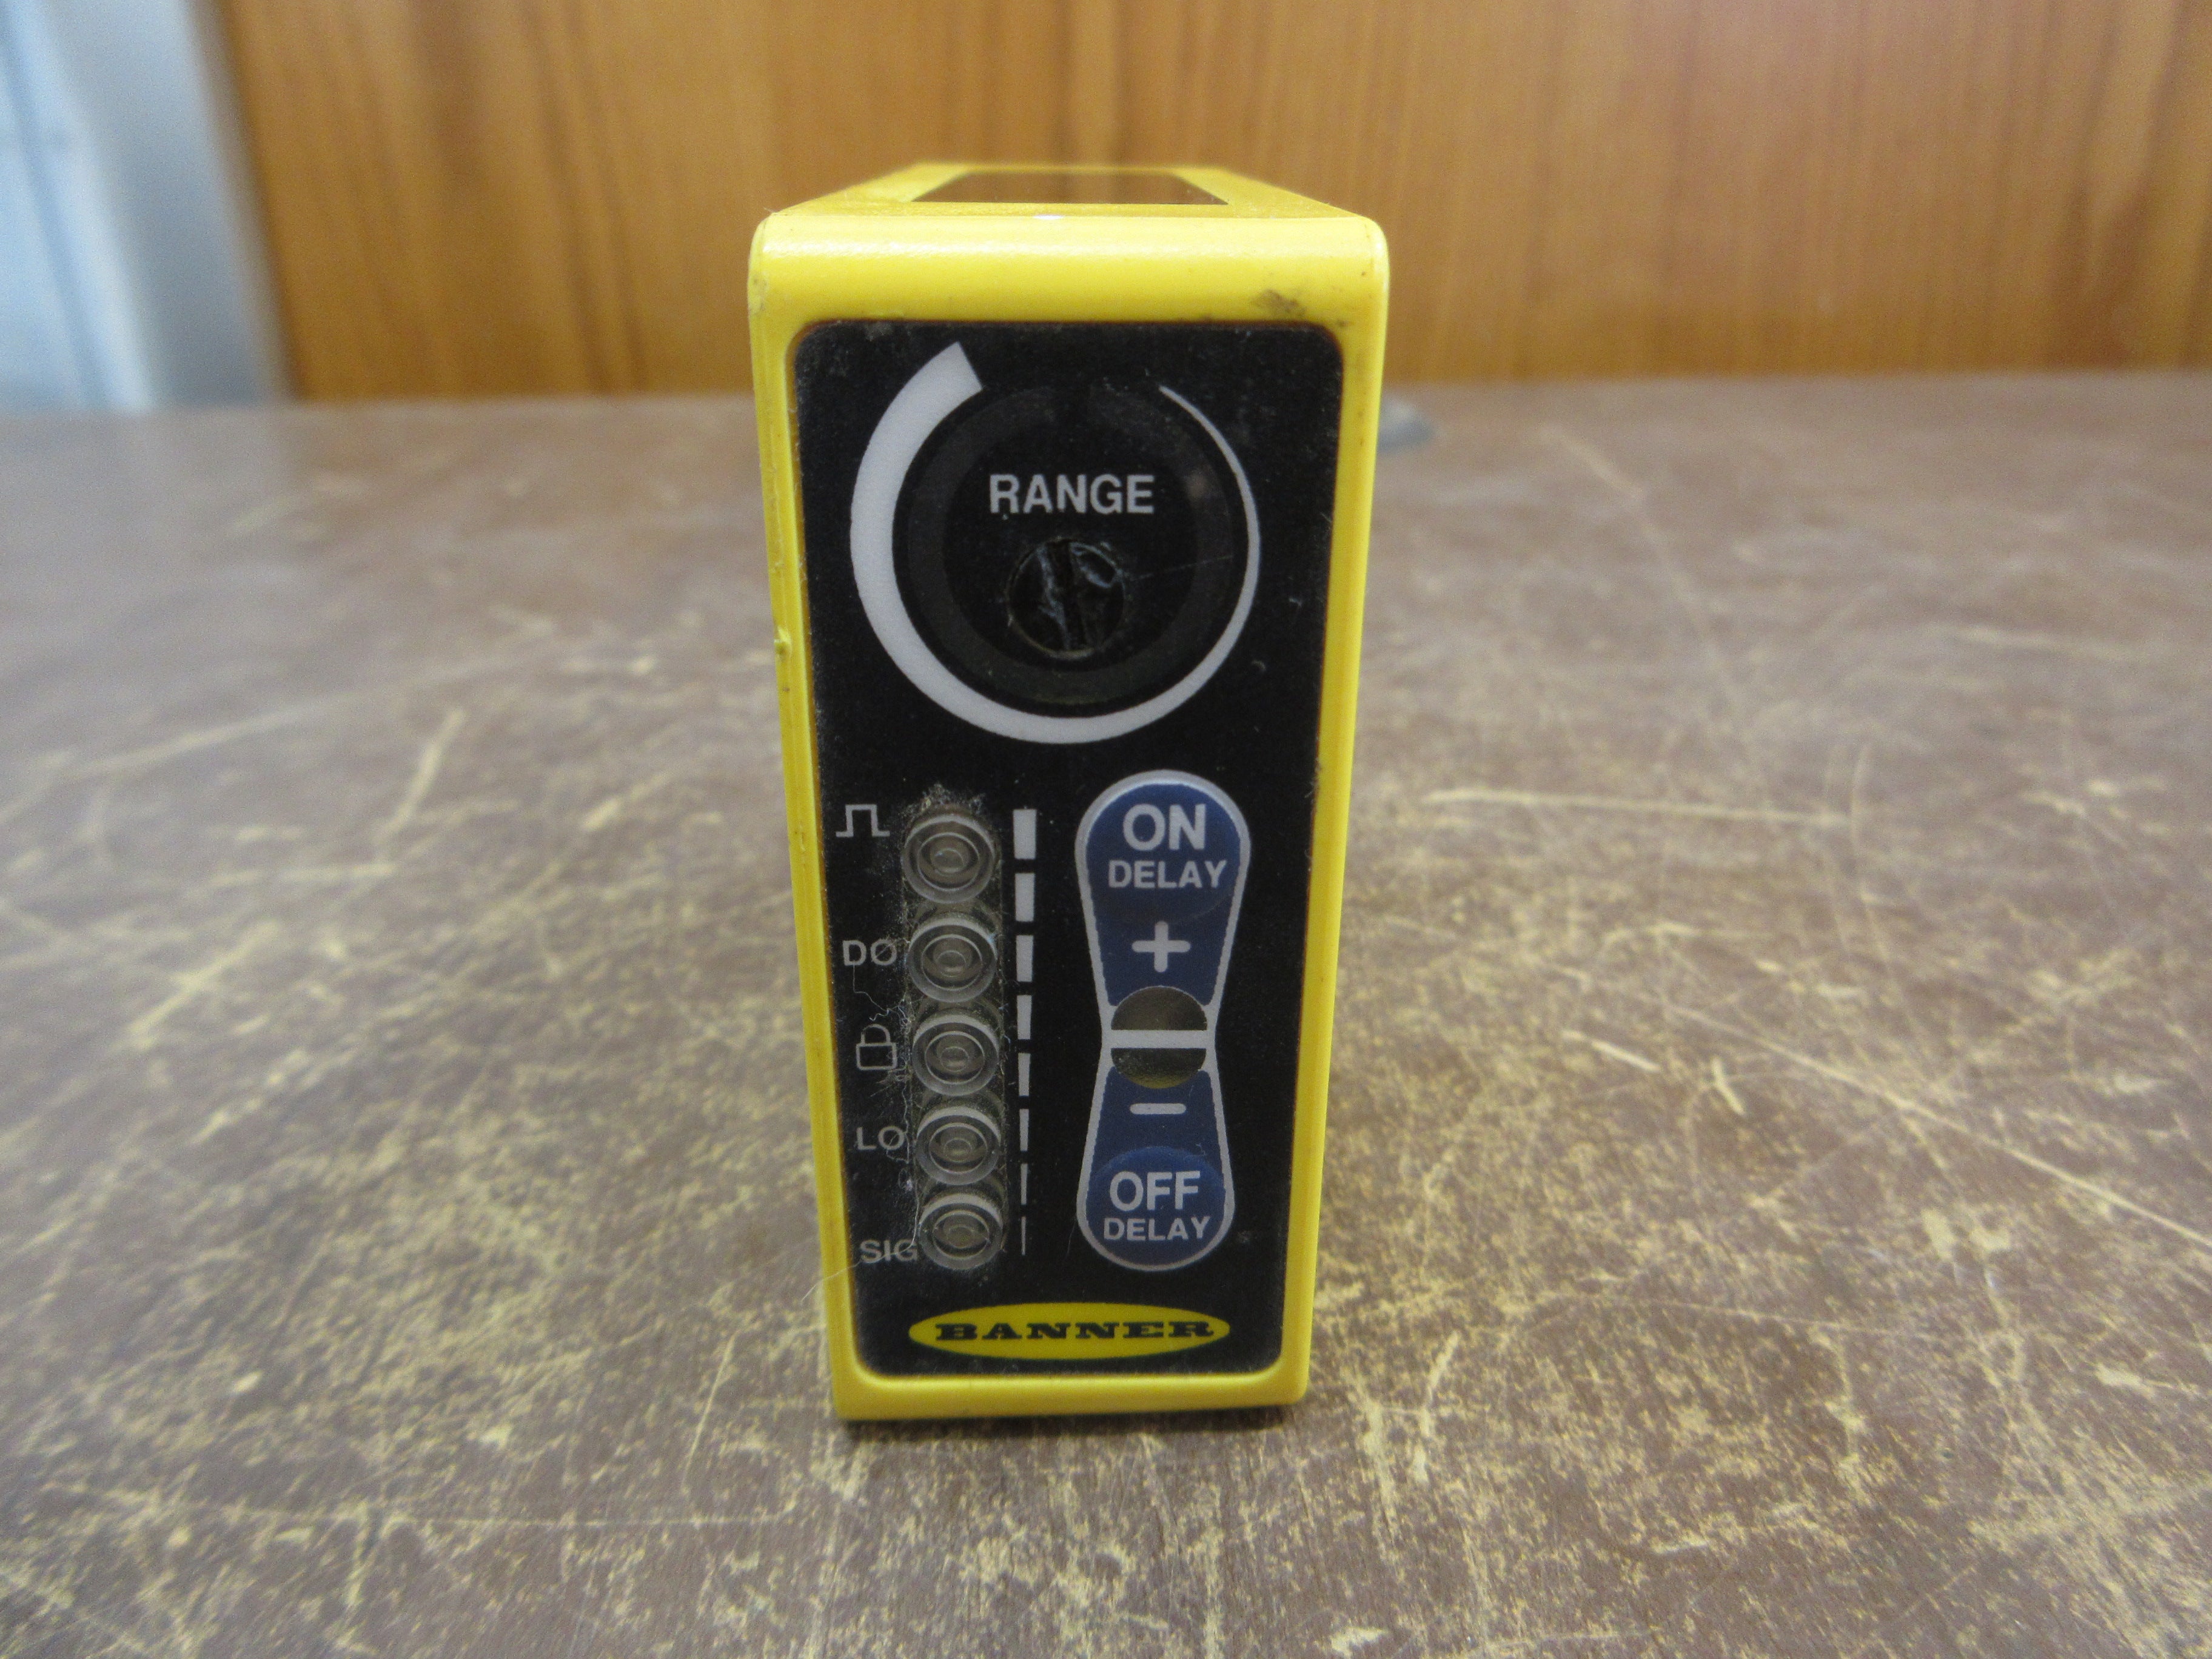 RANGE
ON
DELAY
+
DO
LO
−
OFF
DELAY
SIG
BANNER